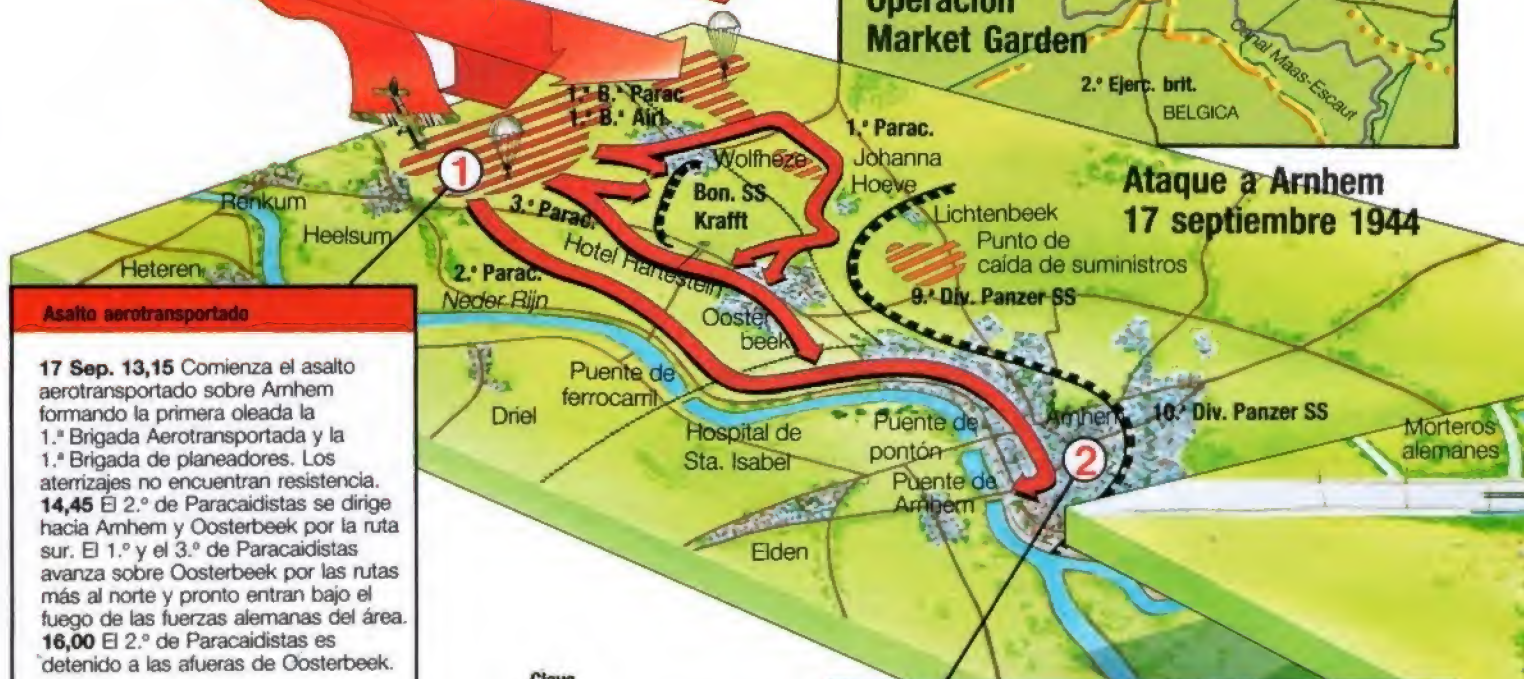 Operación
Market Garden
Canal Maas-Escaut
2.º Ejerc. brit.
BELGICA
Ataque a Arnhem
17 septiembre 1944
1.ª B.ª Parac
1.ª B.ª Airl.
1
1.º Parac.
Johanna
Hoeve
Wolfheze
Bon. SS
Krafft
Lichtenbeek
Punto de
caída de suministros
9.ª Div. Panzer SS
Renkum
Heelsum
3.º Parac.
Hotel Hartestein
Heteren
2.º Parac.
Neder Rijn
Ooster
beek
Puente de
ferrocarril
Driel
Hospital de
Sta. Isabel
Puente de
pontón
Puente de
Arnhem
Arnhem
2
10.ª Div. Panzer SS
Morteros
alemanes
Elden
Asalto aerotransportado
17 Sep. 13,15 Comienza el asalto
aerotransportado sobre Arnhem
formando la primera oleada la
1.ª Brigada Aerotransportada y la
1.ª Brigada de planeadores. Los
aterrizajes no encuentran resistencia.
14,45 El 2.º de Paracaidistas se dirige
hacia Arnhem y Oosterbeek por la ruta
sur. El 1.º y el 3.º de Paracaidistas
avanza sobre Oosterbeek por las rutas
más al norte y pronto entran bajo el
fuego de las fuerzas alemanas del área.
16,00 El 2.º de Paracaidistas es
detenido a las afueras de Oosterbeek.